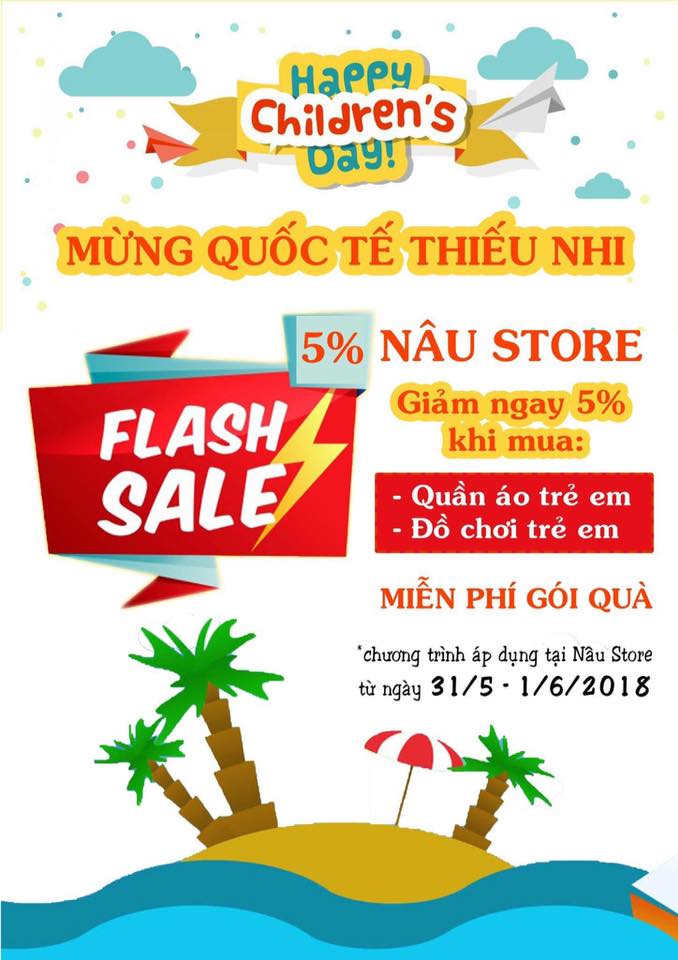 Happy
Children's
Day!
MỪNG QUỐC TẾ THIẾU NHI
5% NÂU STORE
FLASH
SALE
Giảm ngay 5%
khi mua:
- Quần áo trẻ em
- Đồ chơi trẻ em
MIỄN PHÍ GÓI QUÀ
*chương trình áp dụng tại Nâu Store
từ ngày 31/5 - 1/6/2018